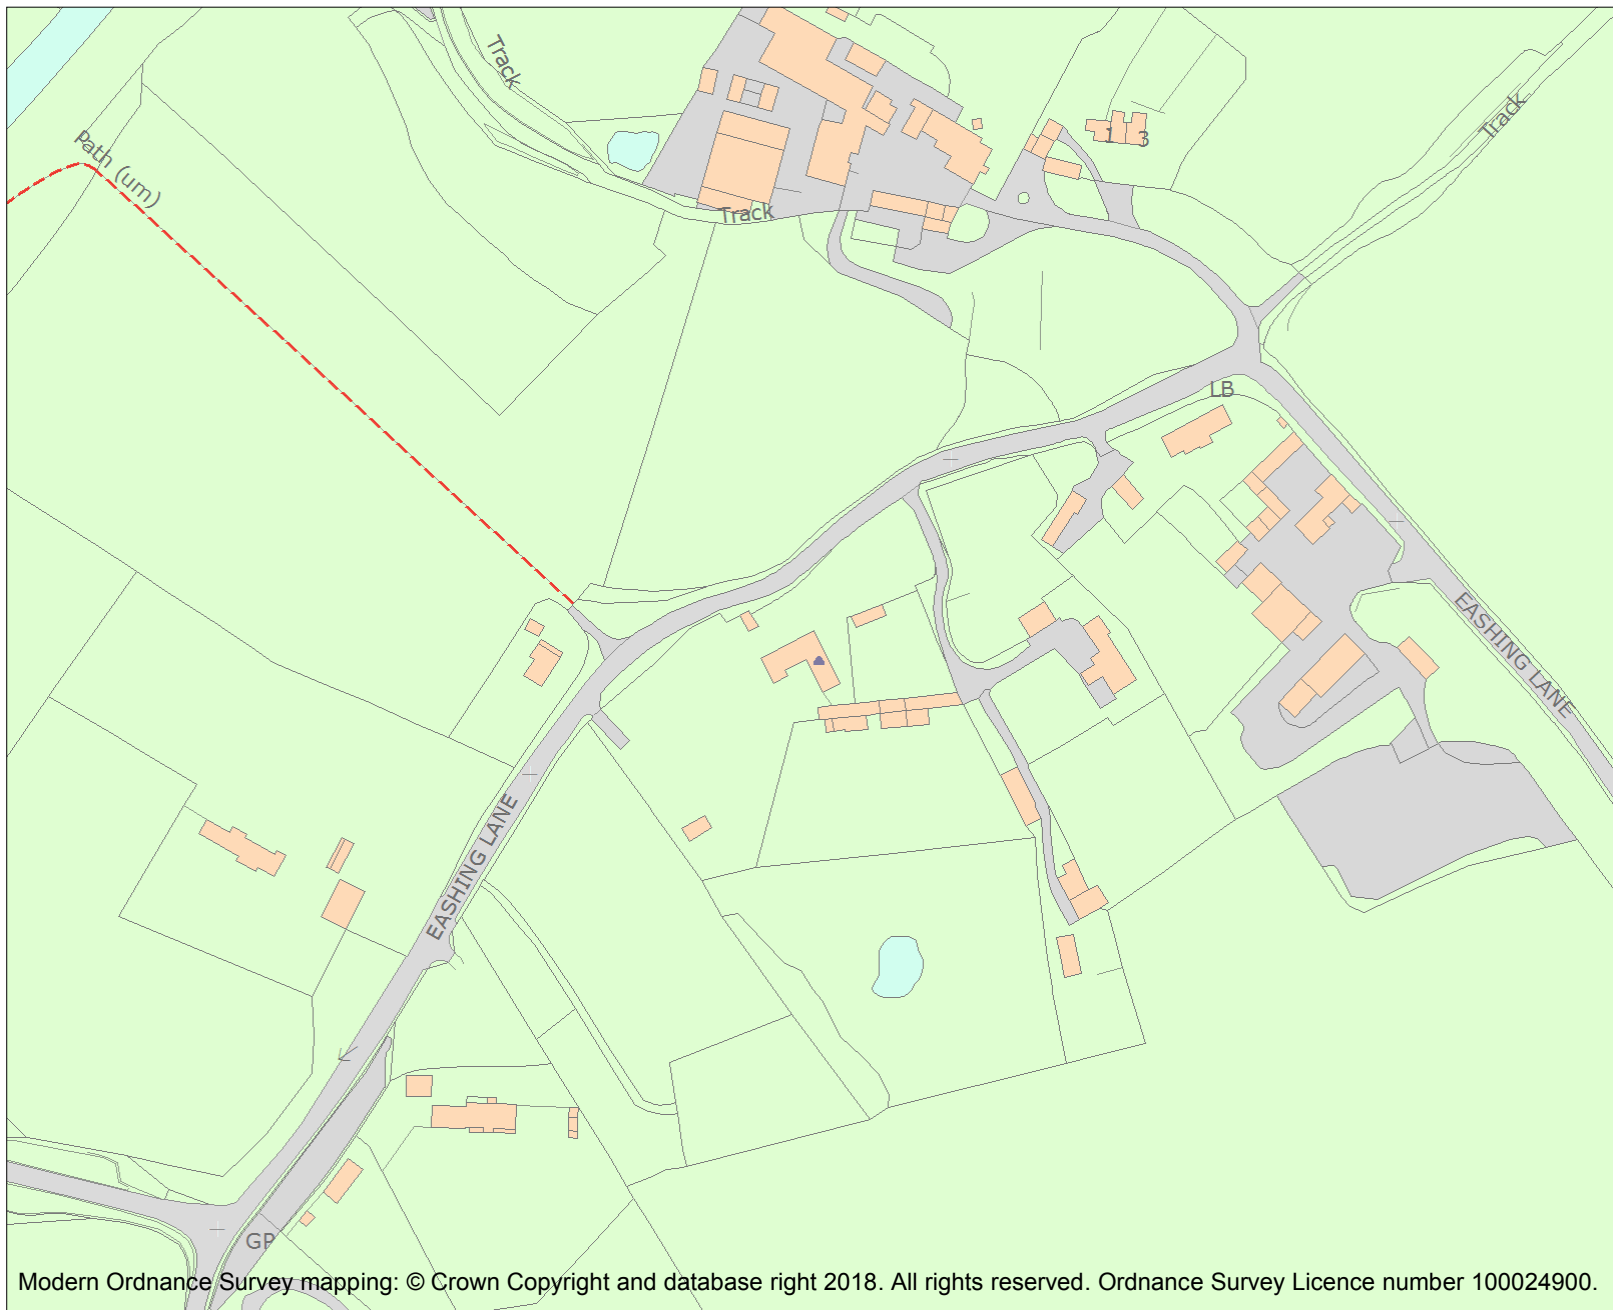 Track
Path (um)
Track
1
3
Track
LB
EASHING LANE
EASHING LANE
GP
Modern Ordnance Survey mapping: © Crown Copyright and database right 2018. All rights reserved. Ordnance Survey Licence number 100024900.